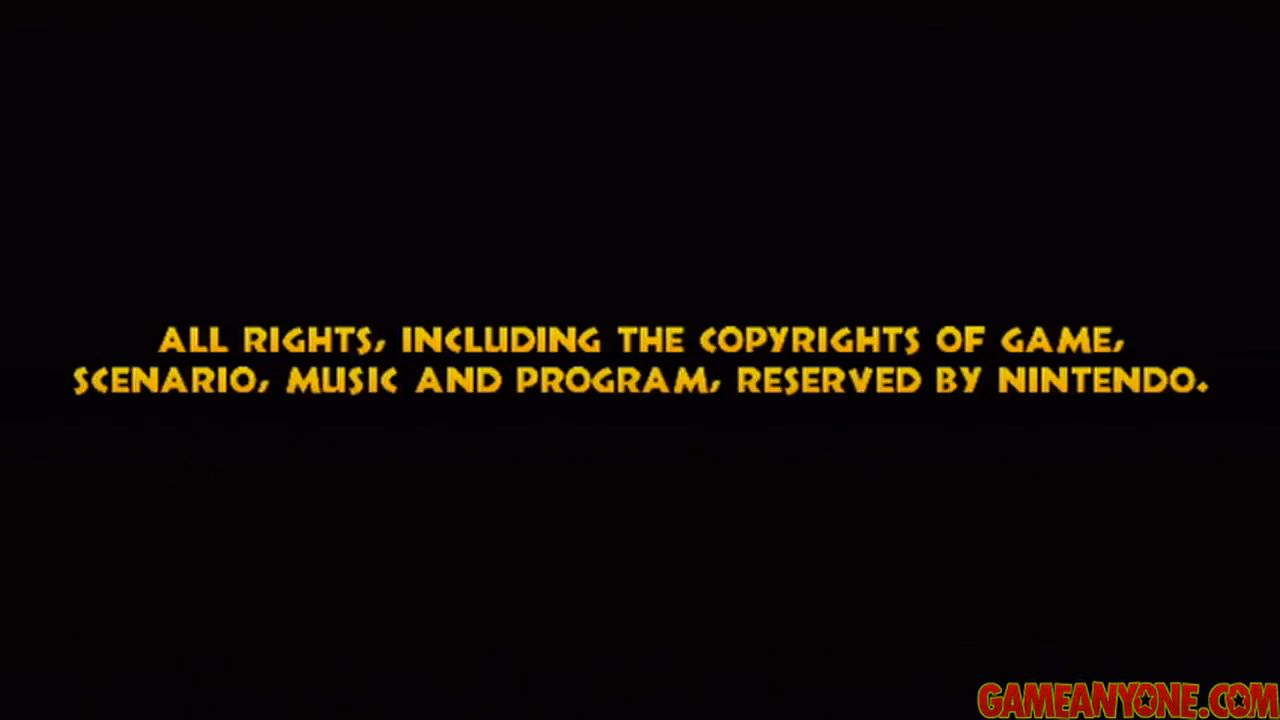 ALL RIGHTS, INCLUDING THE COPYRIGHTS OF GAME,
SCENARIO, MUSIC AND PROGRAM, RESERVED BY NINTENDO.
GAMEANYONE.COM